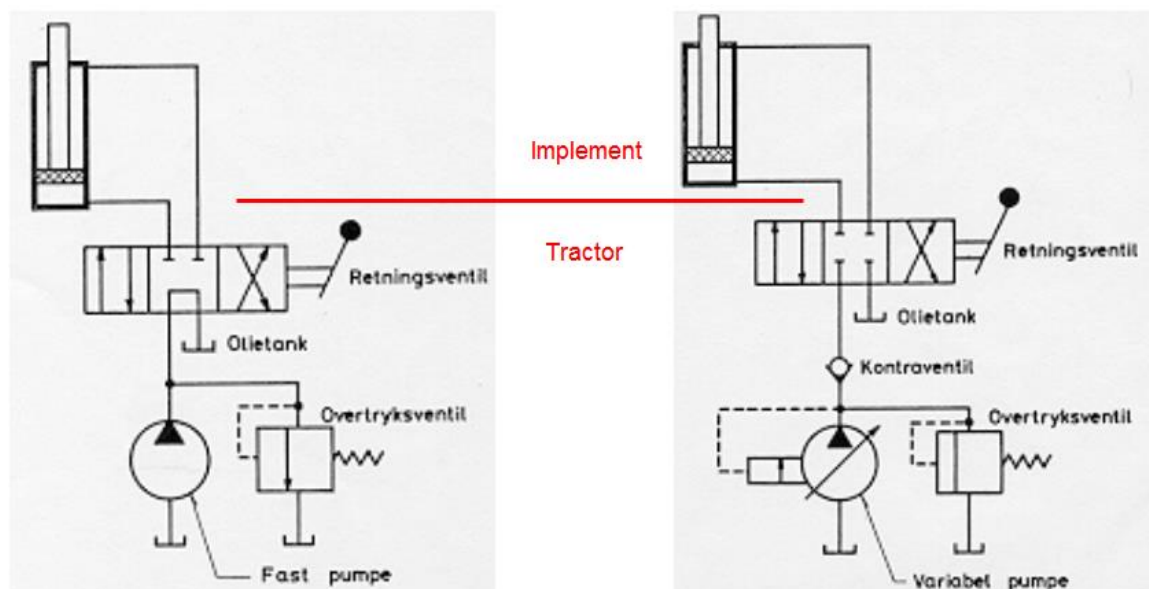 Implement
Tractor
Retningsventil
Olietank
Overtryksventil
Fast pumpe
Retningsventil
Olietank
Kontraventil
Overtryksventil
Variabel pumpe